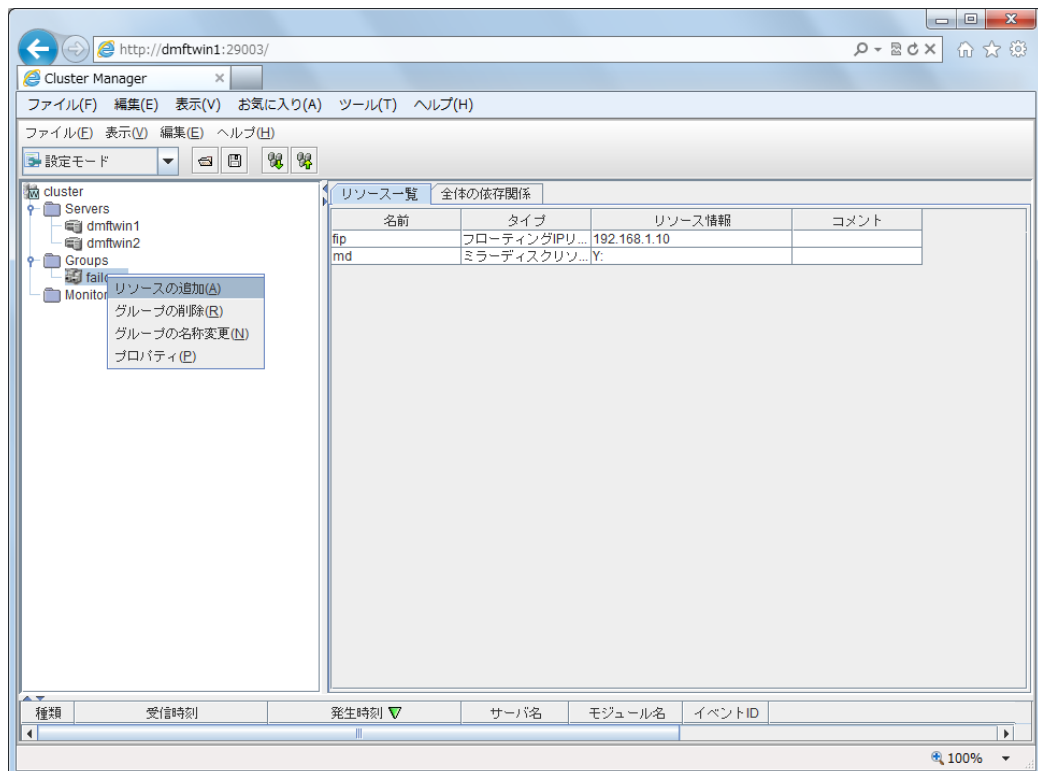 http://dmftwin1:29003/
Cluster Manager
ファイル(F) 編集(E) 表示(V) お気に入り(A) ツール(T) ヘルプ(H)
ファイル(F) 表示(V) 編集(E) ヘルプ(H)
設定モード
cluster
Servers
dmftwin1
dmftwin2
Groups
Monitor
リソースの追加(A)
グループの削除(R)
グループの名称変更(N)
プロパティ(P)
リソース一覧 全体の依存関係
名前 タイプ リソース情報 コメント
fip フローティングIPリ... 192.168.1.10
md ミラーディスクリソ... Y:
種類 受信時刻 発生時刻 サーバ名 モジュール名 イベントID
100%